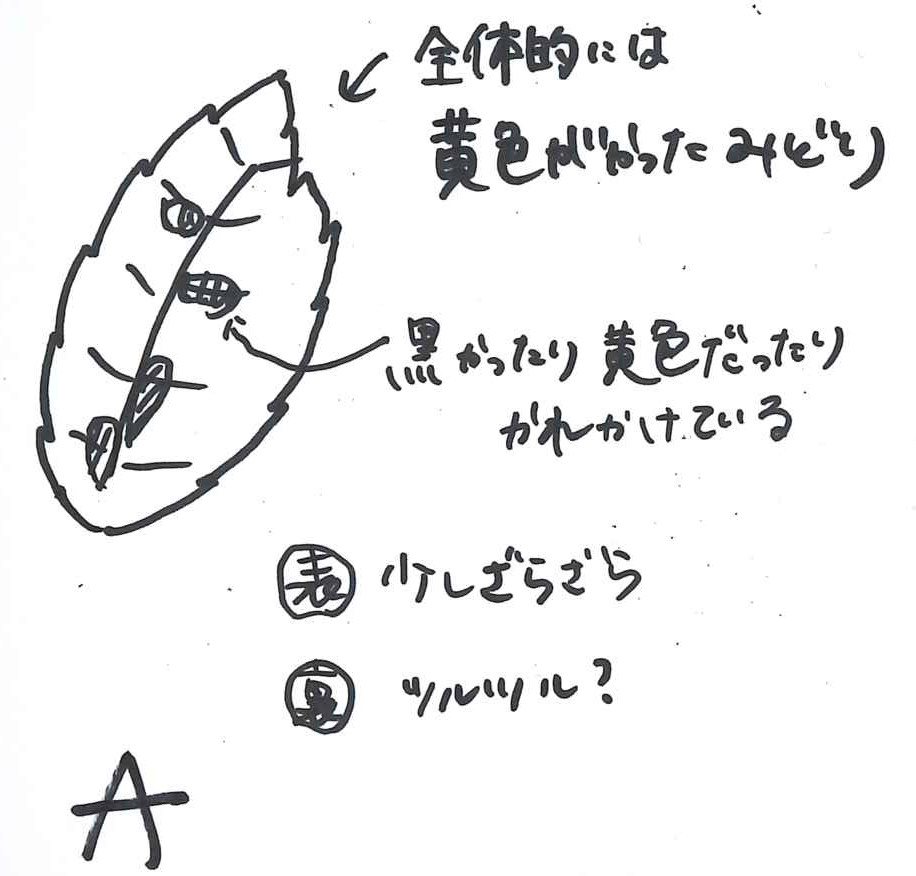 全体的には
黄色がかったみどり
黒かったり黄色だったり
かれかけている
表 少しざらざら
裏 ツルツル?
A